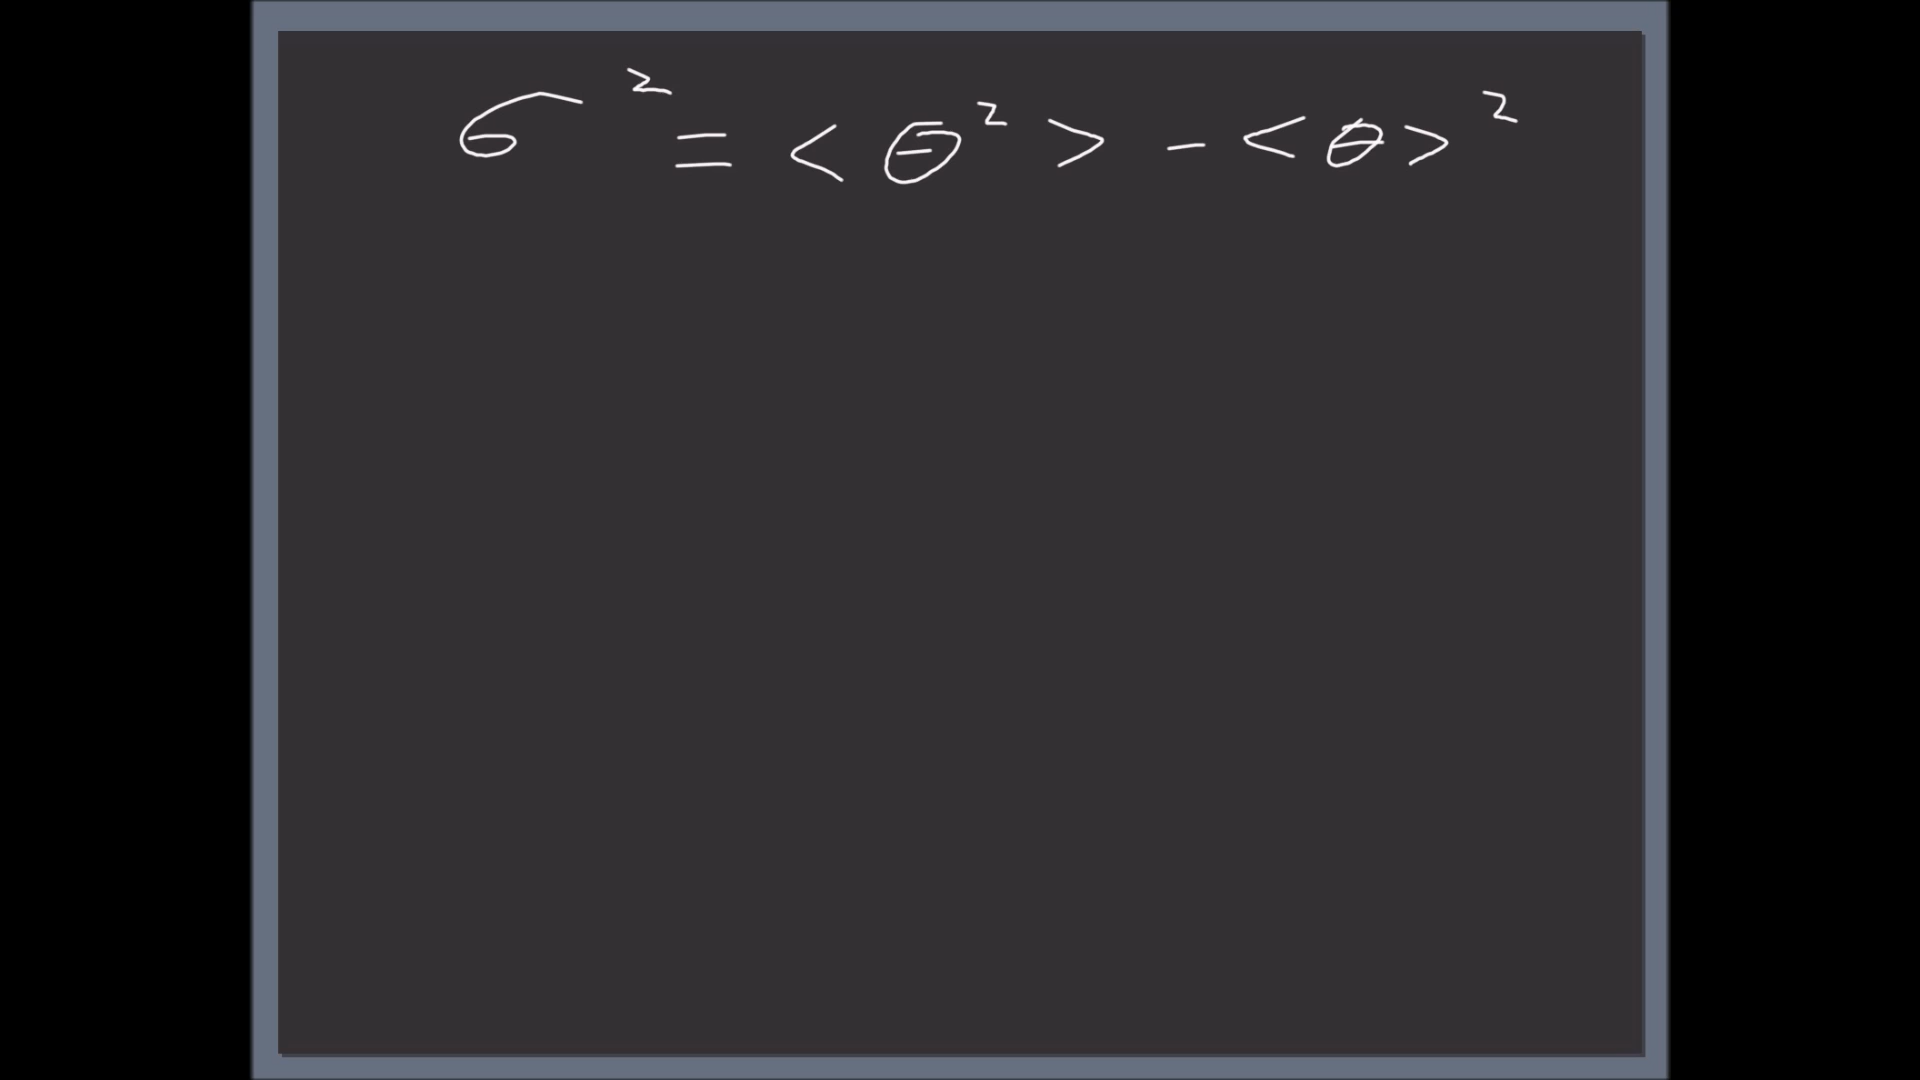 σ² = <θ²> - <θ>²